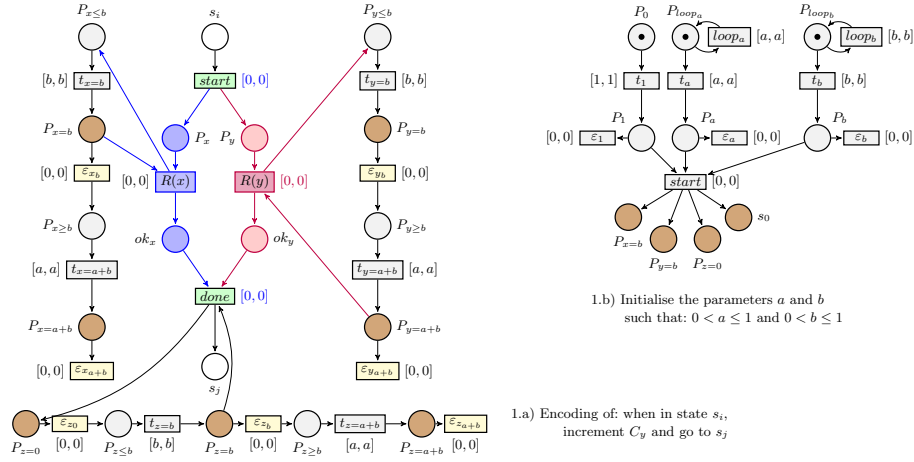 P_{x≤b}
s_i
P_{y≤b}
[b, b]
t_{x=b}
start
[0, 0]
t_{y=b}
[b, b]
P_{x=b}
P_x
P_y
P_{y=b}
[0, 0]
ε_{x_b}
[0, 0]
R(x)
R(y)
[0, 0]
ε_{y_b}
[0, 0]
P_{x≥b}
ok_x
ok_y
P_{y≥b}
[a, a]
t_{x=a+b}
done
[0, 0]
t_{y=a+b}
[a, a]
P_{x=a+b}
P_{y=a+b}
[0, 0]
ε_{x_{a+b}}
s_j
ε_{y_{a+b}}
[0, 0]
ε_{z_0}
t_{z=b}
ε_{z_b}
t_{z=a+b}
ε_{z_{a+b}}
P_{z=0}
[0, 0]
P_{z≤b}
[b, b]
P_{z=b}
[0, 0]
P_{z≥b}
[a, a]
P_{z=a+b}
[0, 0]
P_0
P_{loop_a}
P_{loop_b}
loop_a
[a, a]
loop_b
[b, b]
[1, 1]
t_1
t_a
[a, a]
t_b
[b, b]
P_1
P_a
P_b
[0, 0]
ε_1
ε_a
[0, 0]
ε_b
[0, 0]
start
[0, 0]
s_0
P_{x=b}
P_{y=b}
P_{z=0}
1.b) Initialise the parameters a and b
such that: 0 < a ≤ 1 and 0 < b ≤ 1
1.a) Encoding of: when in state s_i,
increment C_y and go to s_j